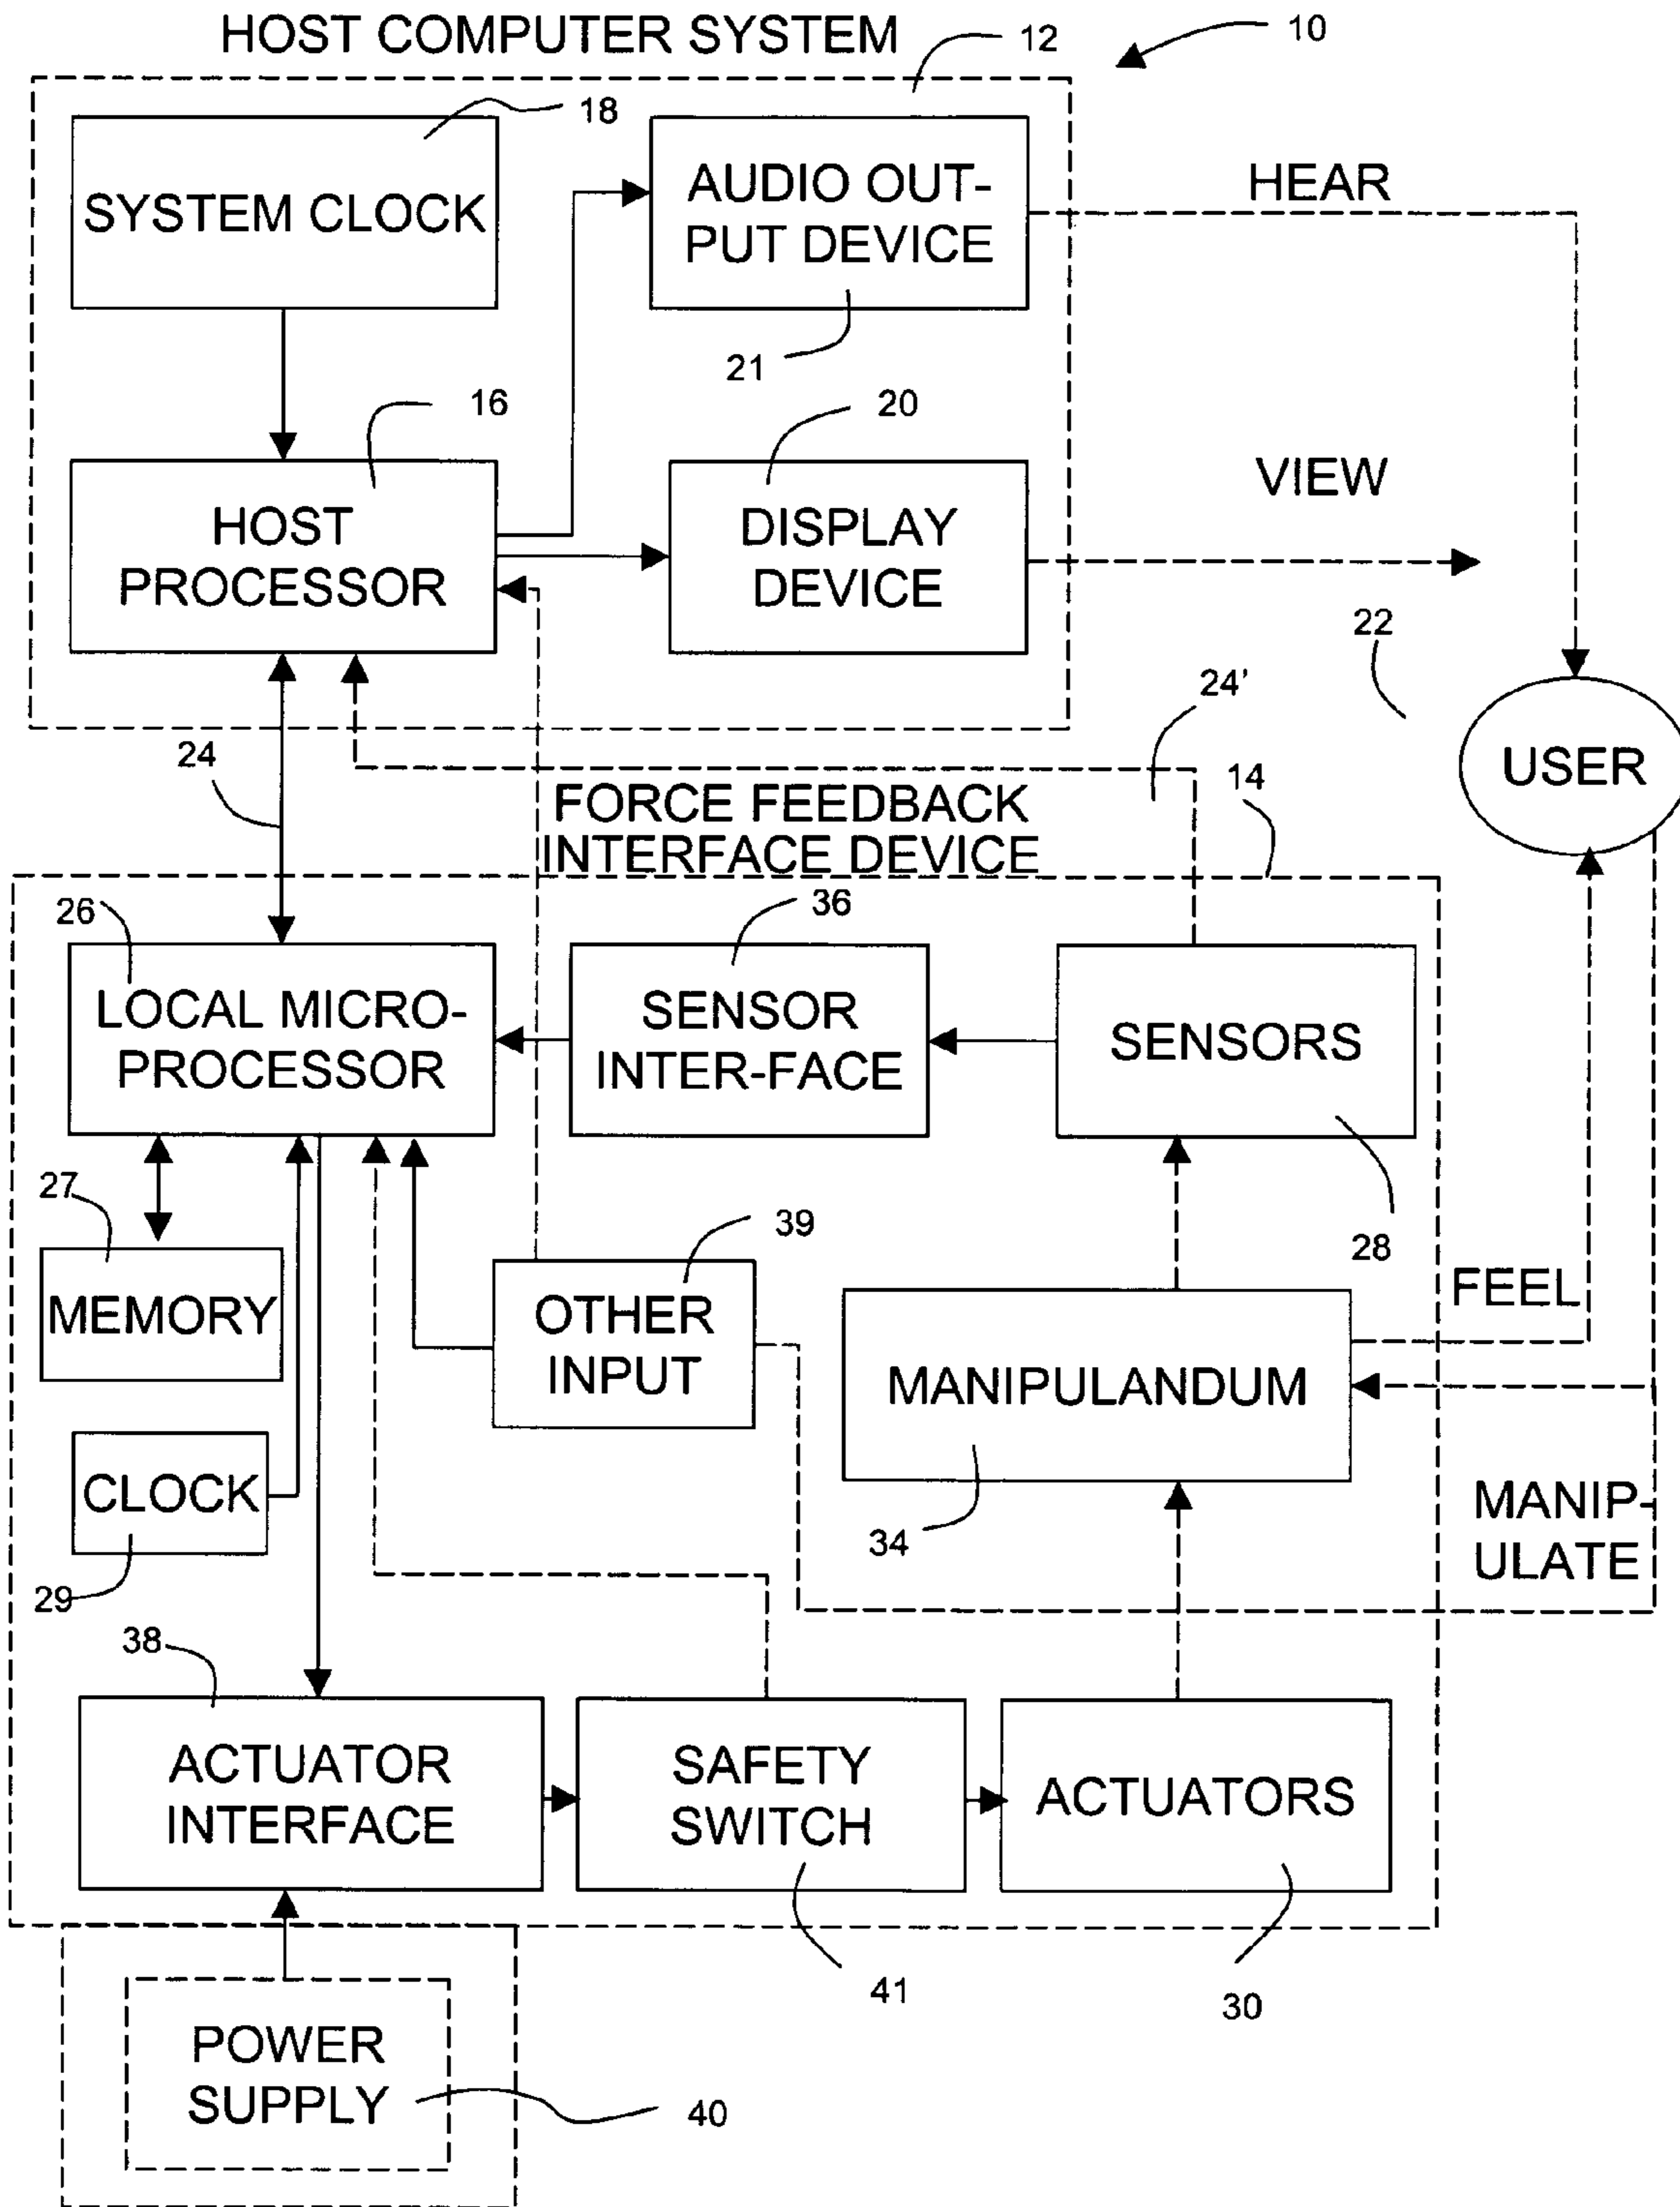 HOST COMPUTER SYSTEM
12
10
18
SYSTEM CLOCK
AUDIO OUT-
PUT DEVICE
HEAR
21
16
20
VIEW
HOST
PROCESSOR
DISPLAY
DEVICE
22
24'
24
USER
14
FORCE FEEDBACK
INTERFACE DEVICE
26
36
LOCAL MICRO-
PROCESSOR
SENSOR
INTER-FACE
SENSORS
27
39
28
MEMORY
OTHER
INPUT
FEEL
MANIPULANDUM
CLOCK
34
MANIP-
ULATE
29
38
ACTUATOR
INTERFACE
SAFETY
SWITCH
ACTUATORS
41
30
POWER
SUPPLY
40